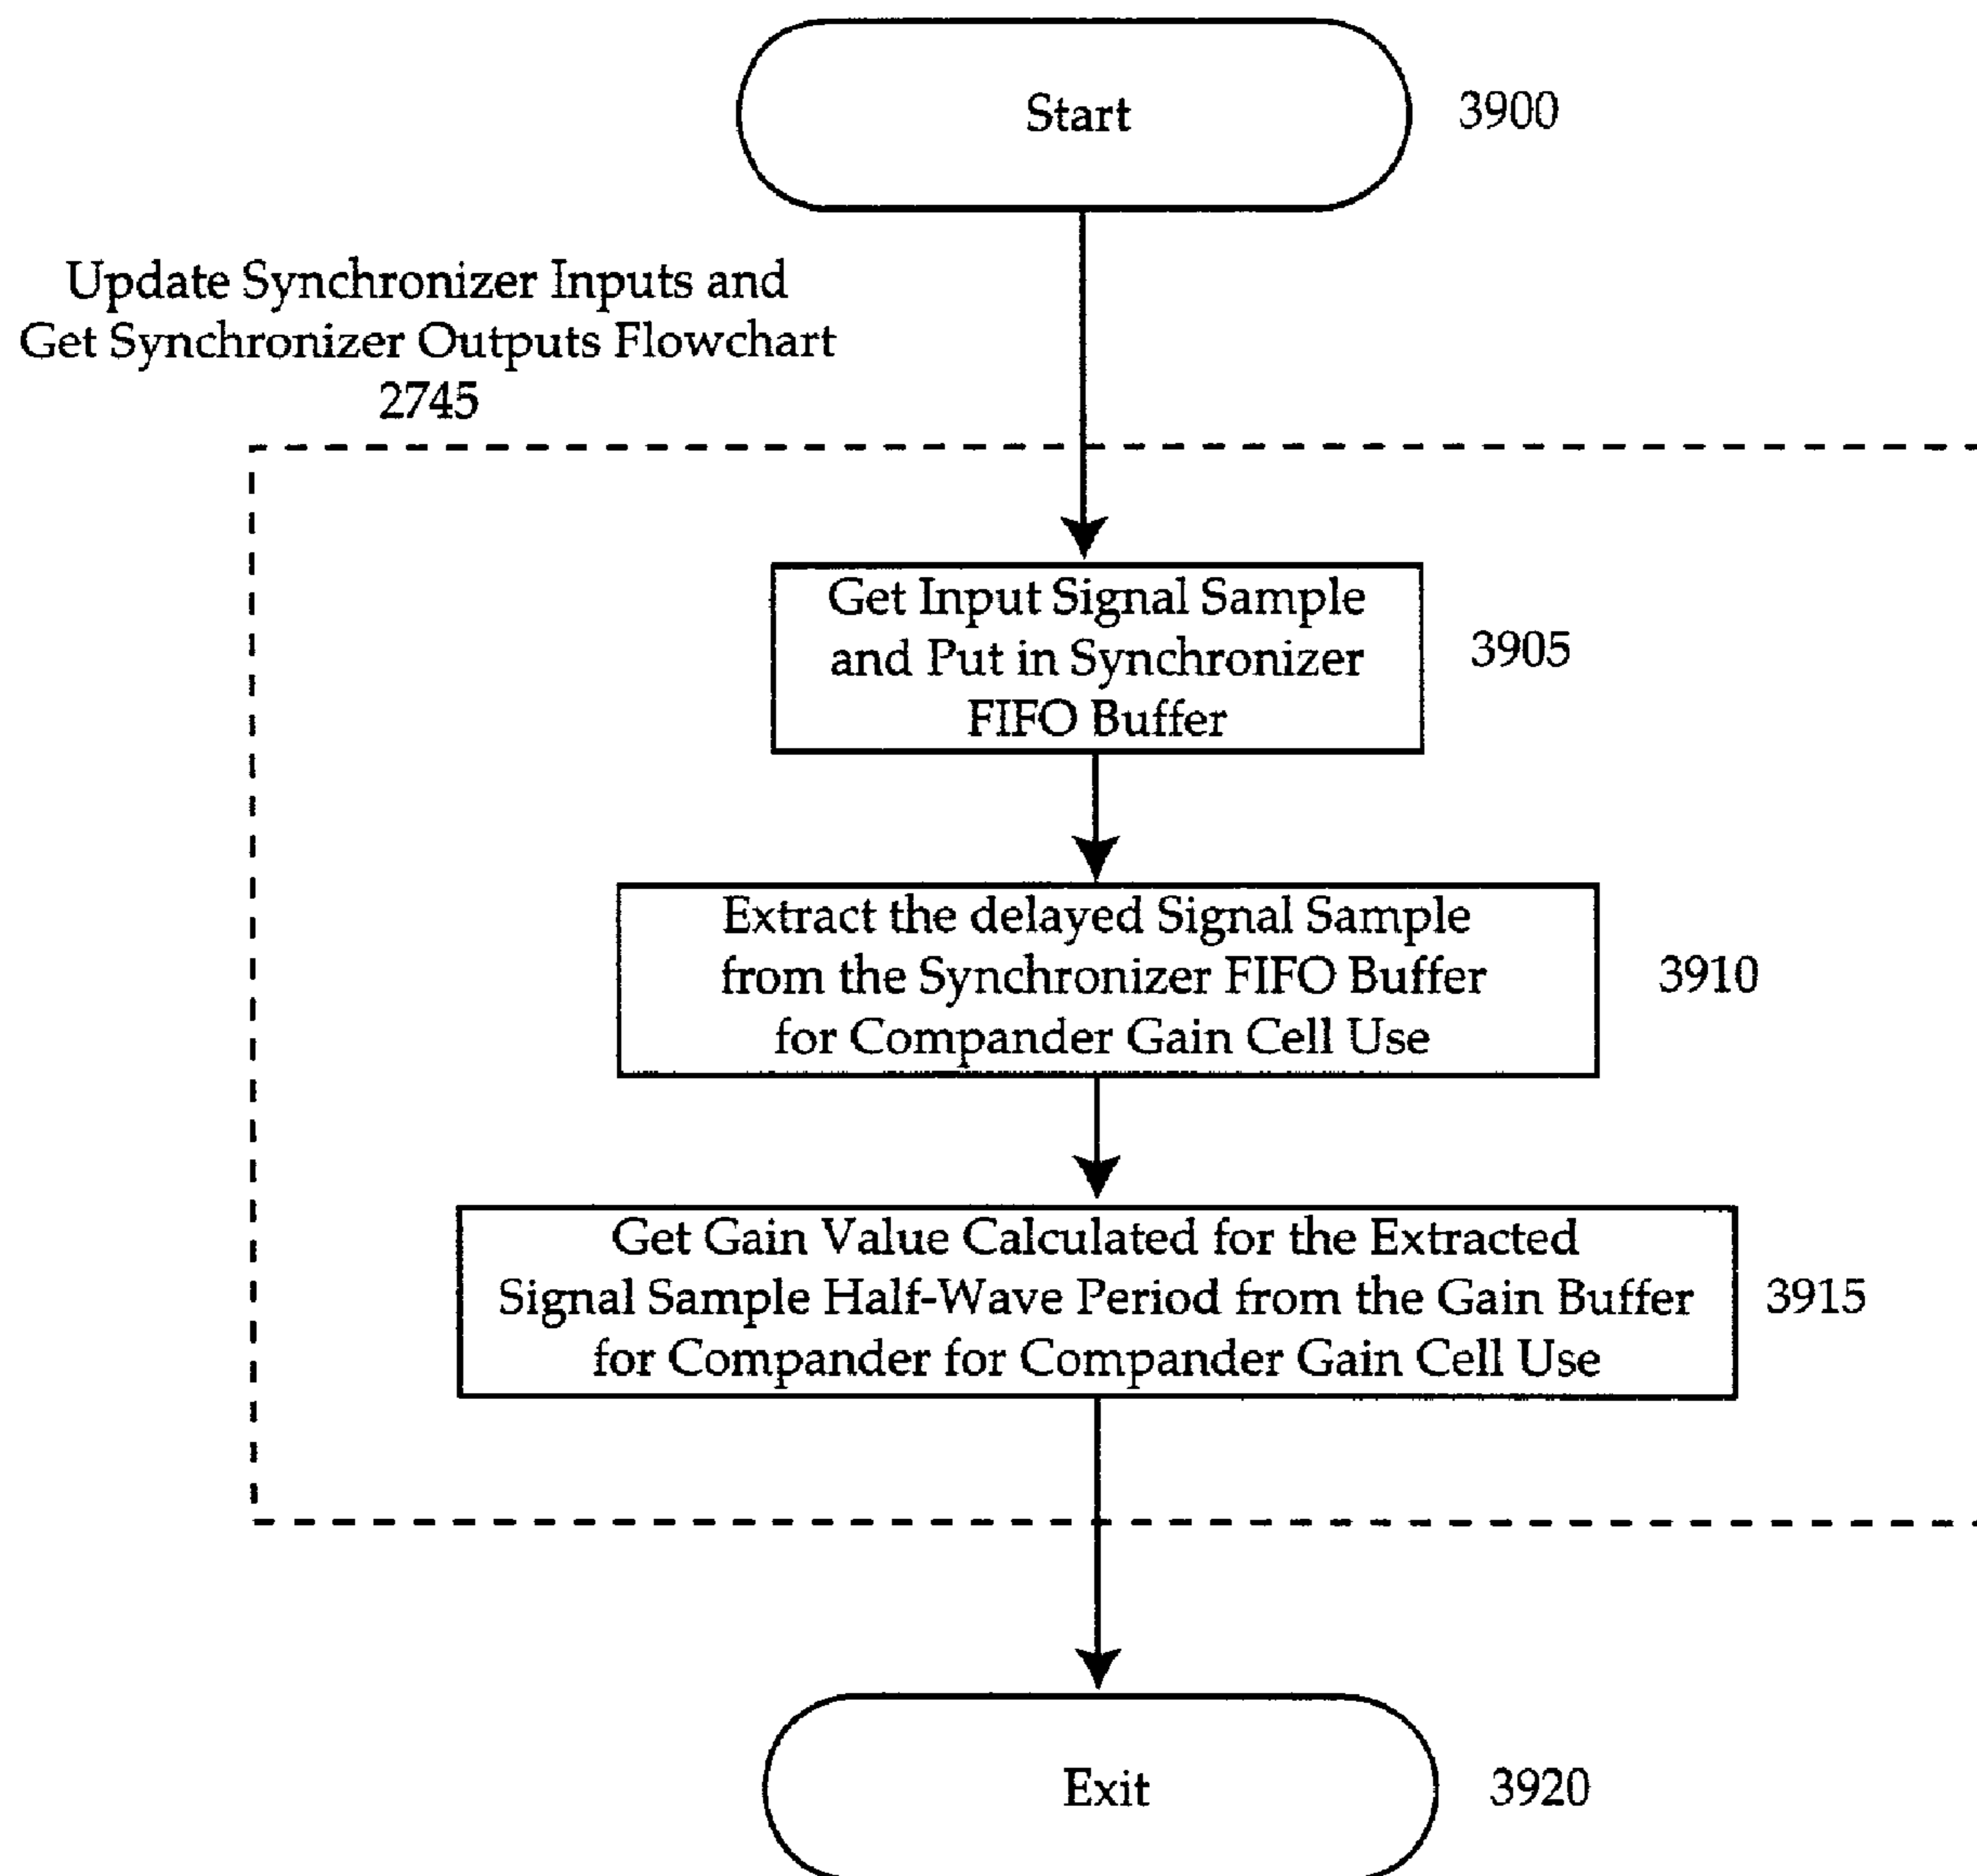 Start
3900
Update Synchronizer Inputs and
Get Synchronizer Outputs Flowchart
2745
Get Input Signal Sample
and Put in Synchronizer
FIFO Buffer
3905
Extract the delayed Signal Sample
from the Synchronizer FIFO Buffer
for Compander Gain Cell Use
3910
Get Gain Value Calculated for the Extracted
Signal Sample Half-Wave Period from the Gain Buffer
for Compander for Compander Gain Cell Use
3915
Exit
3920